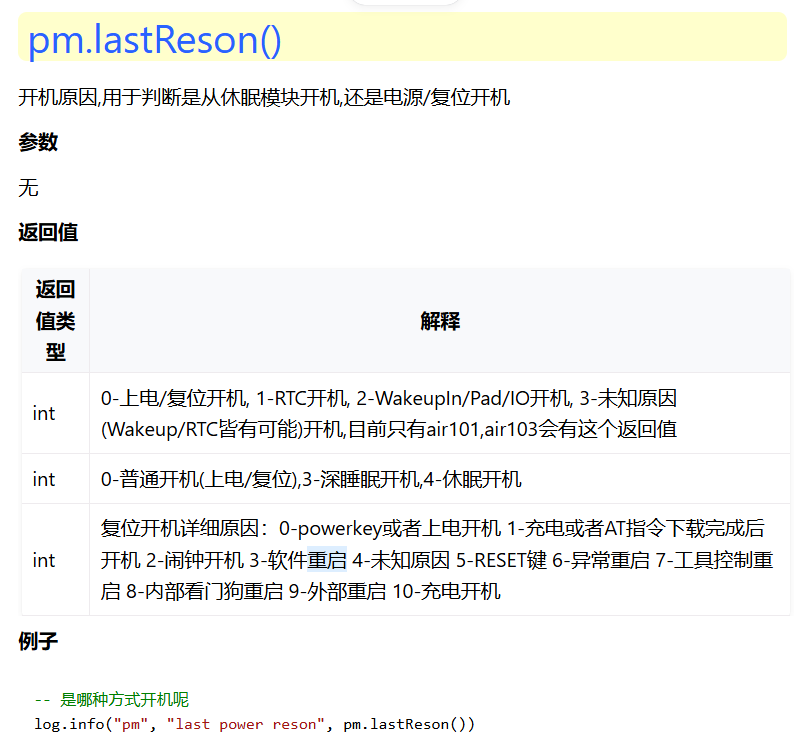 pm.lastReson()
开机原因,用于判断是从休眠模块开机,还是电源/复位开机
参数
无
返回值
返回
值类
型
解释
int
0-上电/复位开机, 1-RTC开机, 2-WakeupIn/Pad/IO开机, 3-未知原因
(Wakeup/RTC皆有可能)开机,目前只有air101,air103会有这个返回值
int
0-普通开机(上电/复位),3-深睡眠开机,4-休眠开机
int
复位开机详细原因：0-powerkey或者上电开机 1-充电或者AT指令下载完成后
开机 2-闹钟开机 3-软件重启 4-未知原因 5-RESET键 6-异常重启 7-工具控制重
启 8-内部看门狗重启 9-外部重启 10-充电开机
例子
-- 是哪种方式开机呢
log.info("pm", "last power reson", pm.lastReson())